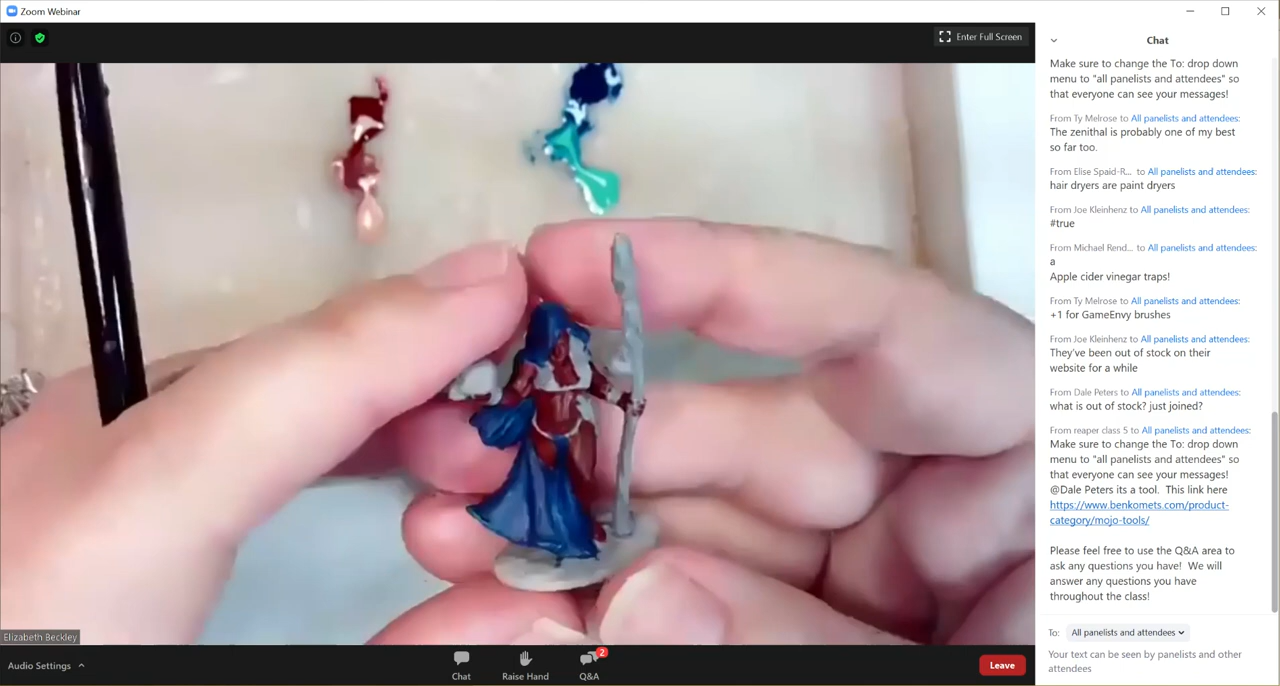 Zoom Webinar
Enter Full Screen
Chat
Make sure to change the To: drop down
menu to "all panelists and attendees" so
that everyone can see your messages!
From Ty Melrose to All panelists and attendees:
The zenithal is probably one of my best
so far too.
From Elise Spaid-R... to All panelists and attendees:
hair dryers are paint dryers
From Joe Kleinhenz to All panelists and attendees:
#true
From Michael Rend... to All panelists and attendees:
a
Apple cider vinegar traps!
From Ty Melrose to All panelists and attendees:
+1 for GameEnvy brushes
From Joe Kleinhenz to All panelists and attendees:
They've been out of stock on their
website for a while
From Dale Peters to All panelists and attendees:
what is out of stock? just joined?
From reaper class 5 to All panelists and attendees:
Make sure to change the To: drop down
menu to "all panelists and attendees" so
that everyone can see your messages!
@Dale Peters its a tool. This link here
https://www.benkomets.com/product-
category/mojo-tools/
Please feel free to use the Q&A area to
ask any questions you have! We will
answer any questions you have
throughout the class!
To: All panelists and attendees
Your text can be seen by panelists and other
attendees
Elizabeth Beckley
Audio Settings
Chat
Raise Hand
2
Q&A
Leave